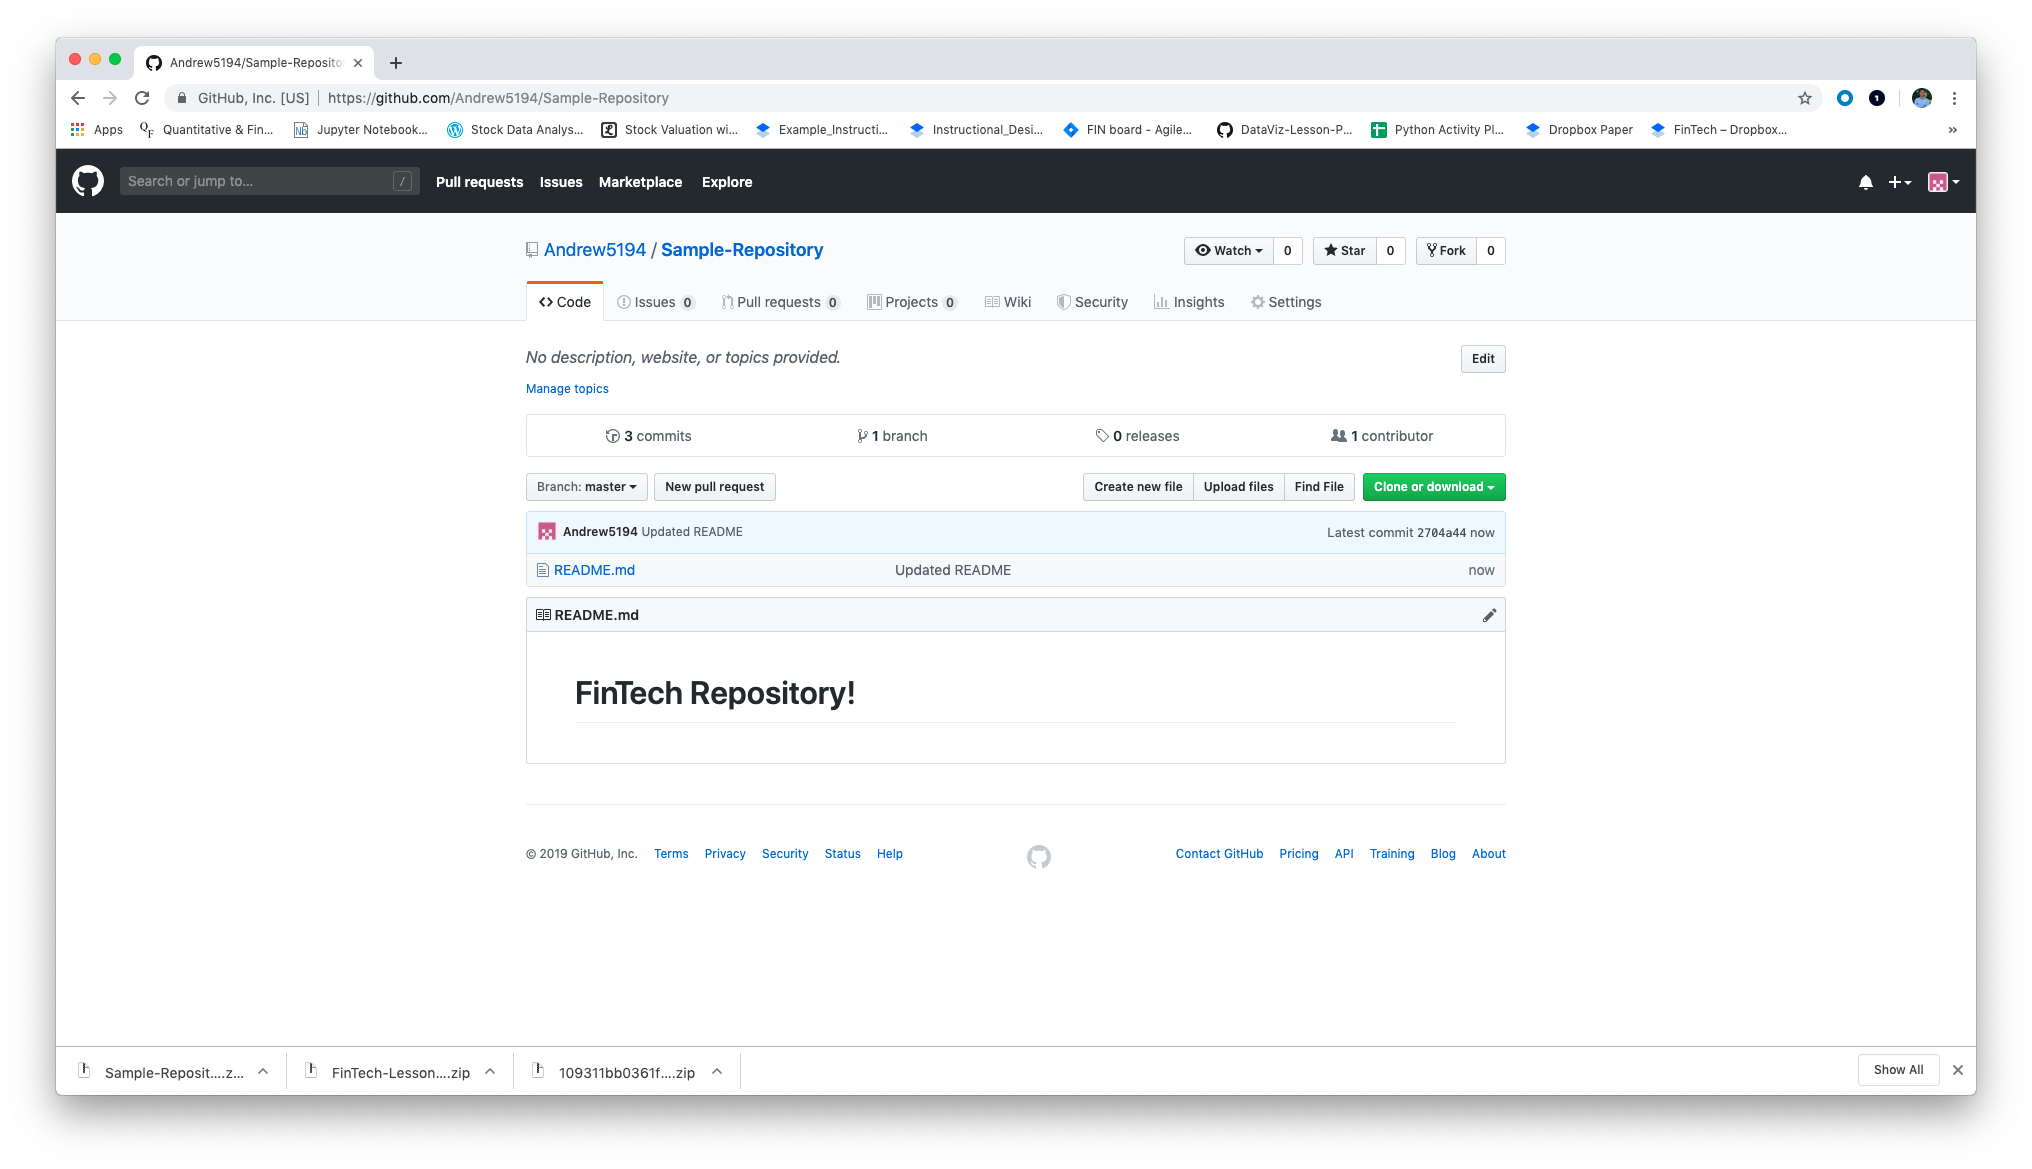 Andrew5194/Sample-Reposito
GitHub, Inc. [US] https://github.com/Andrew5194/Sample-Repository
Apps Quantitative & Fin... Jupyter Notebook... Stock Data Analys... Stock Valuation wi... Example_Instructi... Instructional_Desi... FIN board - Agile... DataViz-Lesson-P... Python Activity Pl... Dropbox Paper FinTech – Dropbox... »
Search or jump to... / Pull requests Issues Marketplace Explore
Andrew5194 / Sample-Repository Watch 0 Star 0 Fork 0
Code Issues 0 Pull requests 0 Projects 0 Wiki Security Insights Settings
No description, website, or topics provided. Edit
Manage topics
3 commits 1 branch 0 releases 1 contributor
Branch: master New pull request Create new file Upload files Find File Clone or download
Andrew5194 Updated README Latest commit 2704a44 now
README.md Updated README now
README.md
FinTech Repository!
© 2019 GitHub, Inc. Terms Privacy Security Status Help Contact GitHub Pricing API Training Blog About
Sample-Reposit....z... FinTech-Lesson....zip 109311bb0361f....zip Show All